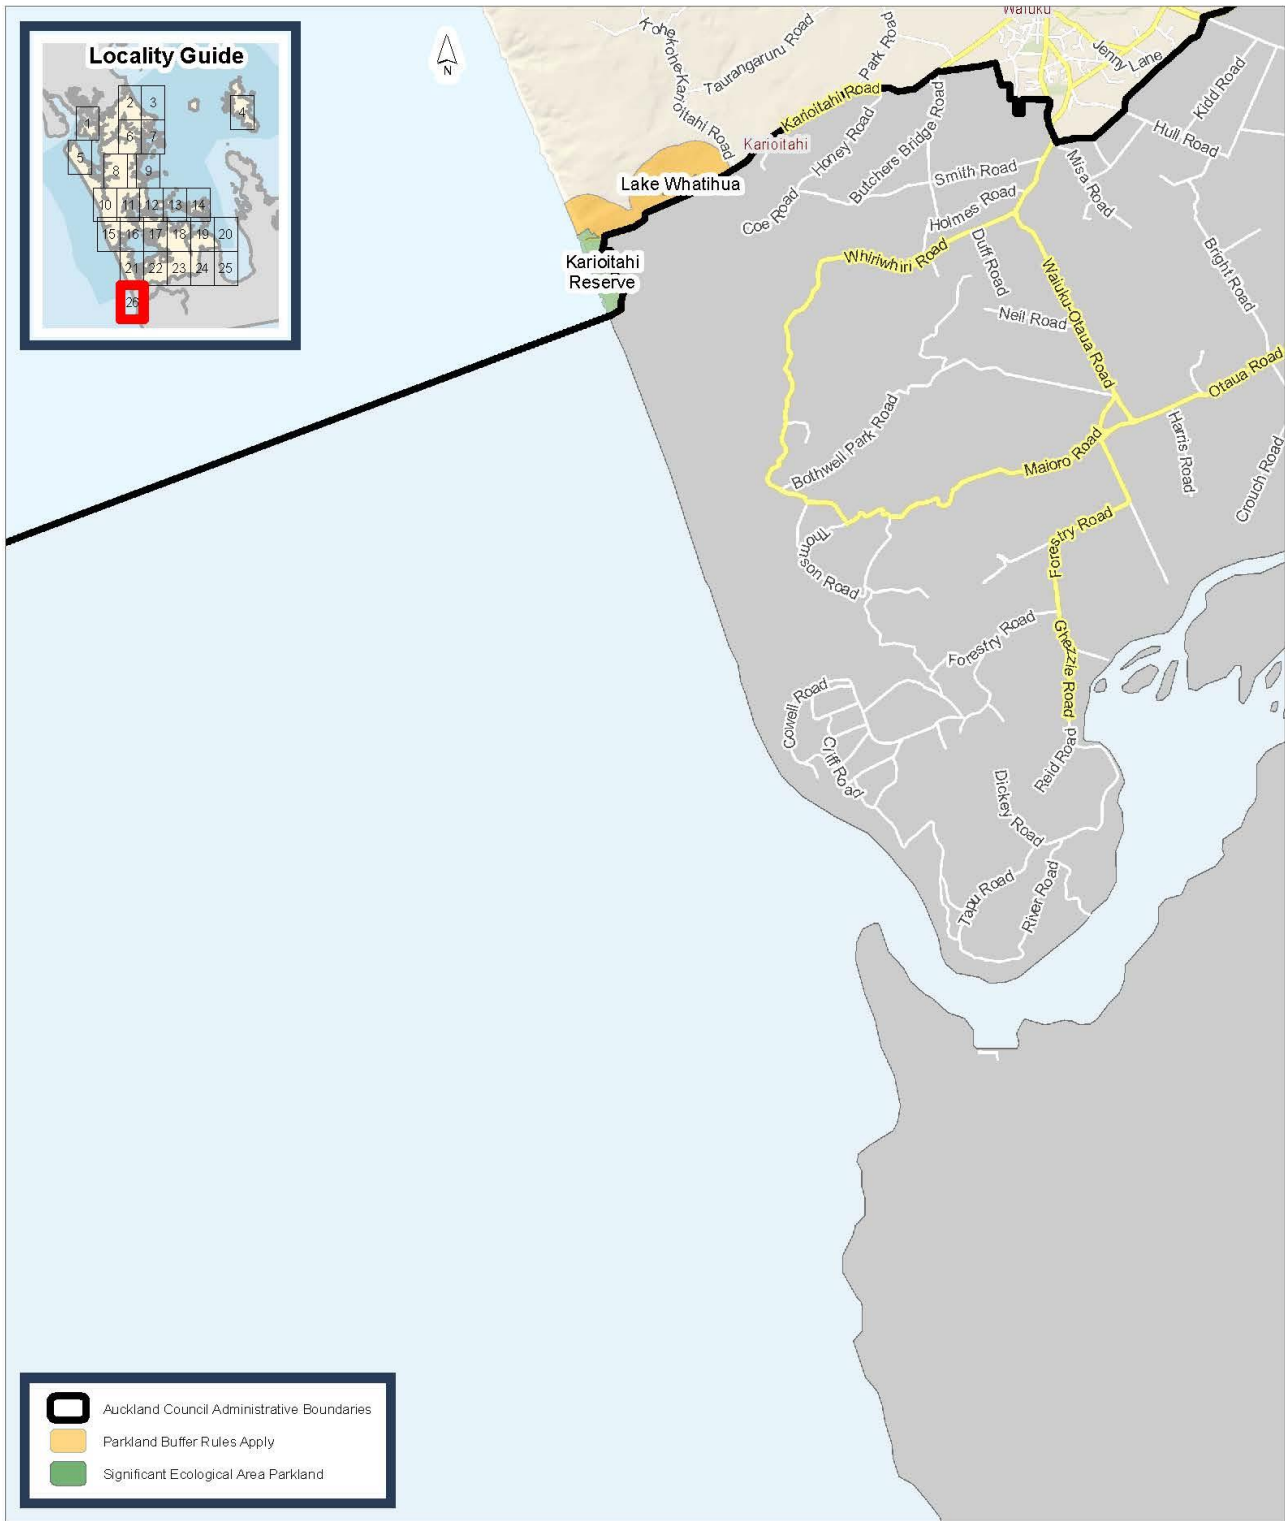 Locality Guide
2
3
1
4
6
7
5
8
9
10
11
12
13
14
15
16
17
18
19
20
21
22
23
24
25
26
N
Kohekohe-Karioitahi Road
Taurangaruru Road
Park Road
Waiuku
Jenny Lane
Kidd Road
Hull Road
Karioitahi Road
Karioitahi
Honey Road
Butchers Bridge Road
Smith Road
Misa Road
Lake Whatihua
Coe Road
Holmes Road
Karioitahi
Reserve
Whiriwhiri Road
Duff Road
Bright Road
Neil Road
Waiuku-Otaua Road
Otaua Road
Bothwell Park Road
Maioro Road
Harris Road
Crouch Road
Thomson Road
Forestry Road
Forestry Road
Ghezzie Road
Cowell Road
Cliff Road
Reid Road
Dickey Road
Tapu Road
River Road
Auckland Council Administrative Boundaries
Parkland Buffer Rules Apply
Significant Ecological Area Parkland